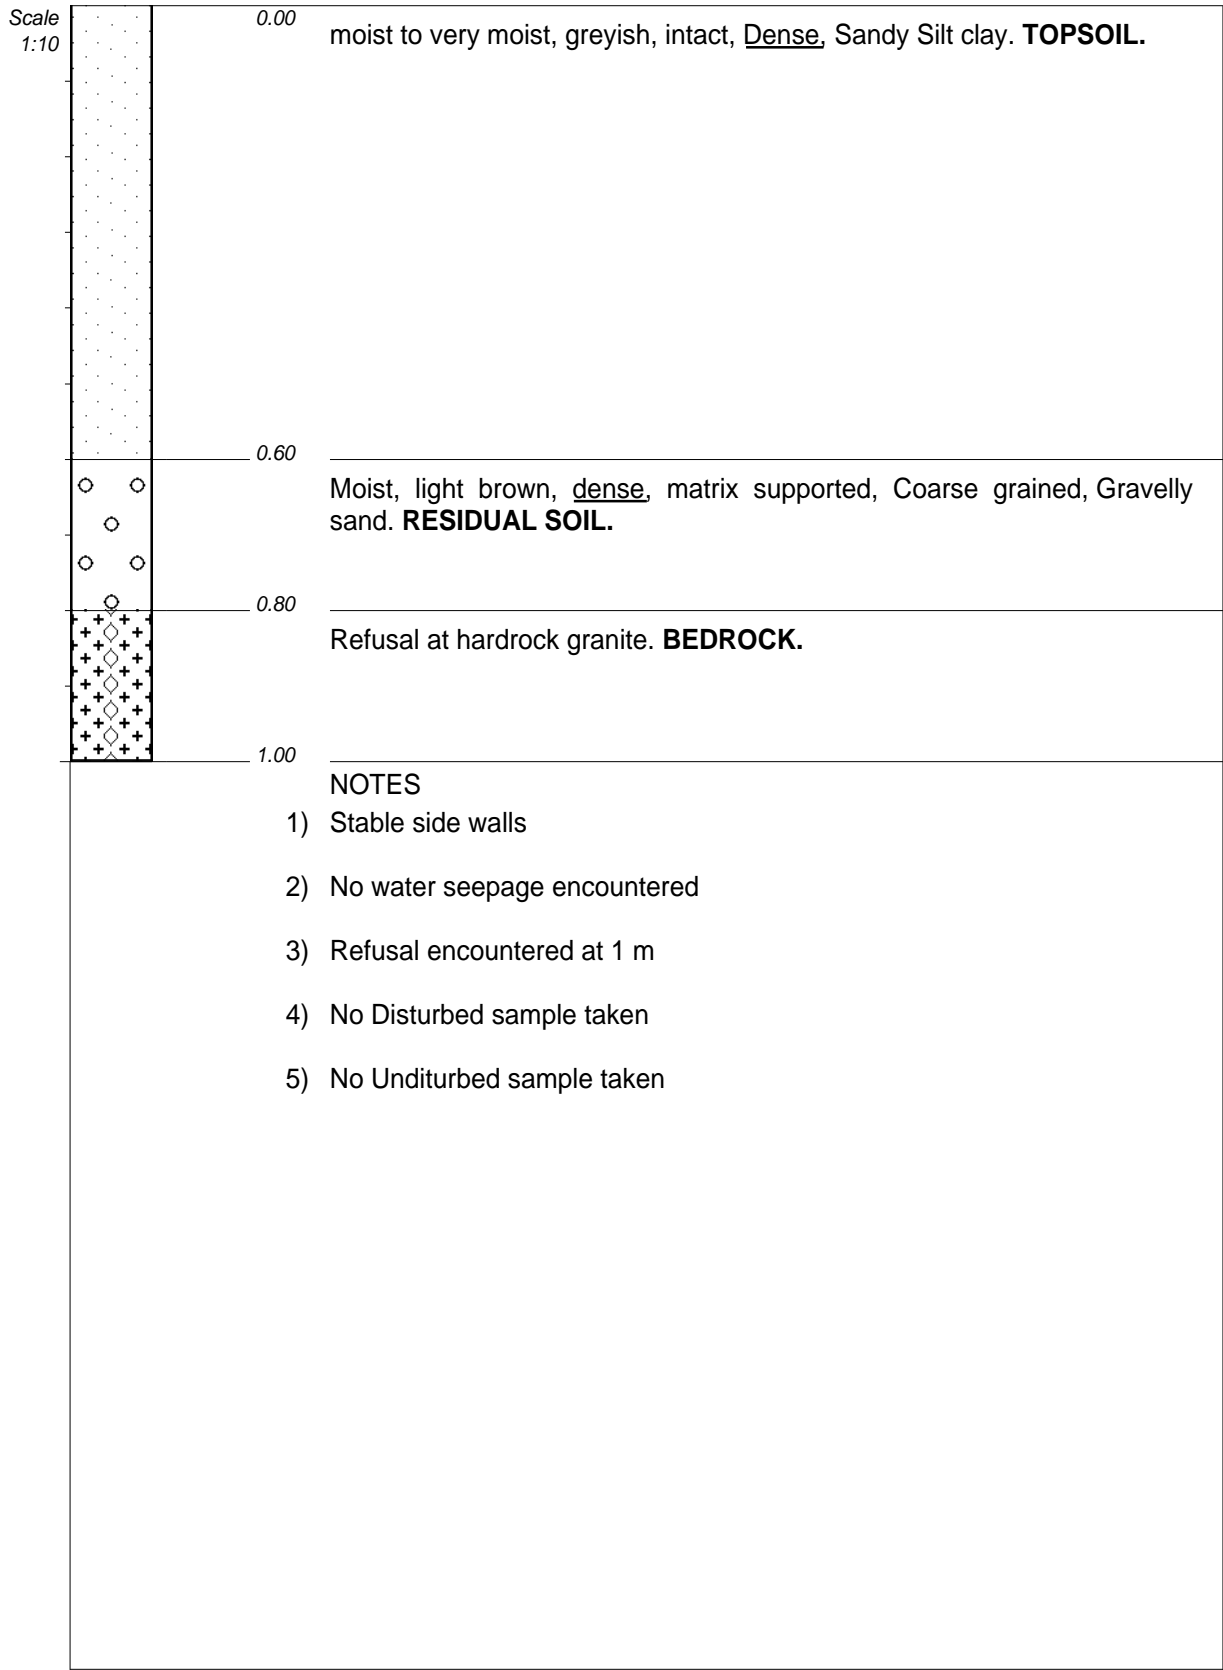 Scale
1:10
0.00
moist to very moist, greyish, intact, Dense, Sandy Silt clay. TOPSOIL.
0.60
Moist, light brown, dense, matrix supported, Coarse grained, Gravelly
sand. RESIDUAL SOIL.
0.80
Refusal at hardrock granite. BEDROCK.
1.00
NOTES
1) Stable side walls
2) No water seepage encountered
3) Refusal encountered at 1 m
4) No Disturbed sample taken
5) No Unditurbed sample taken